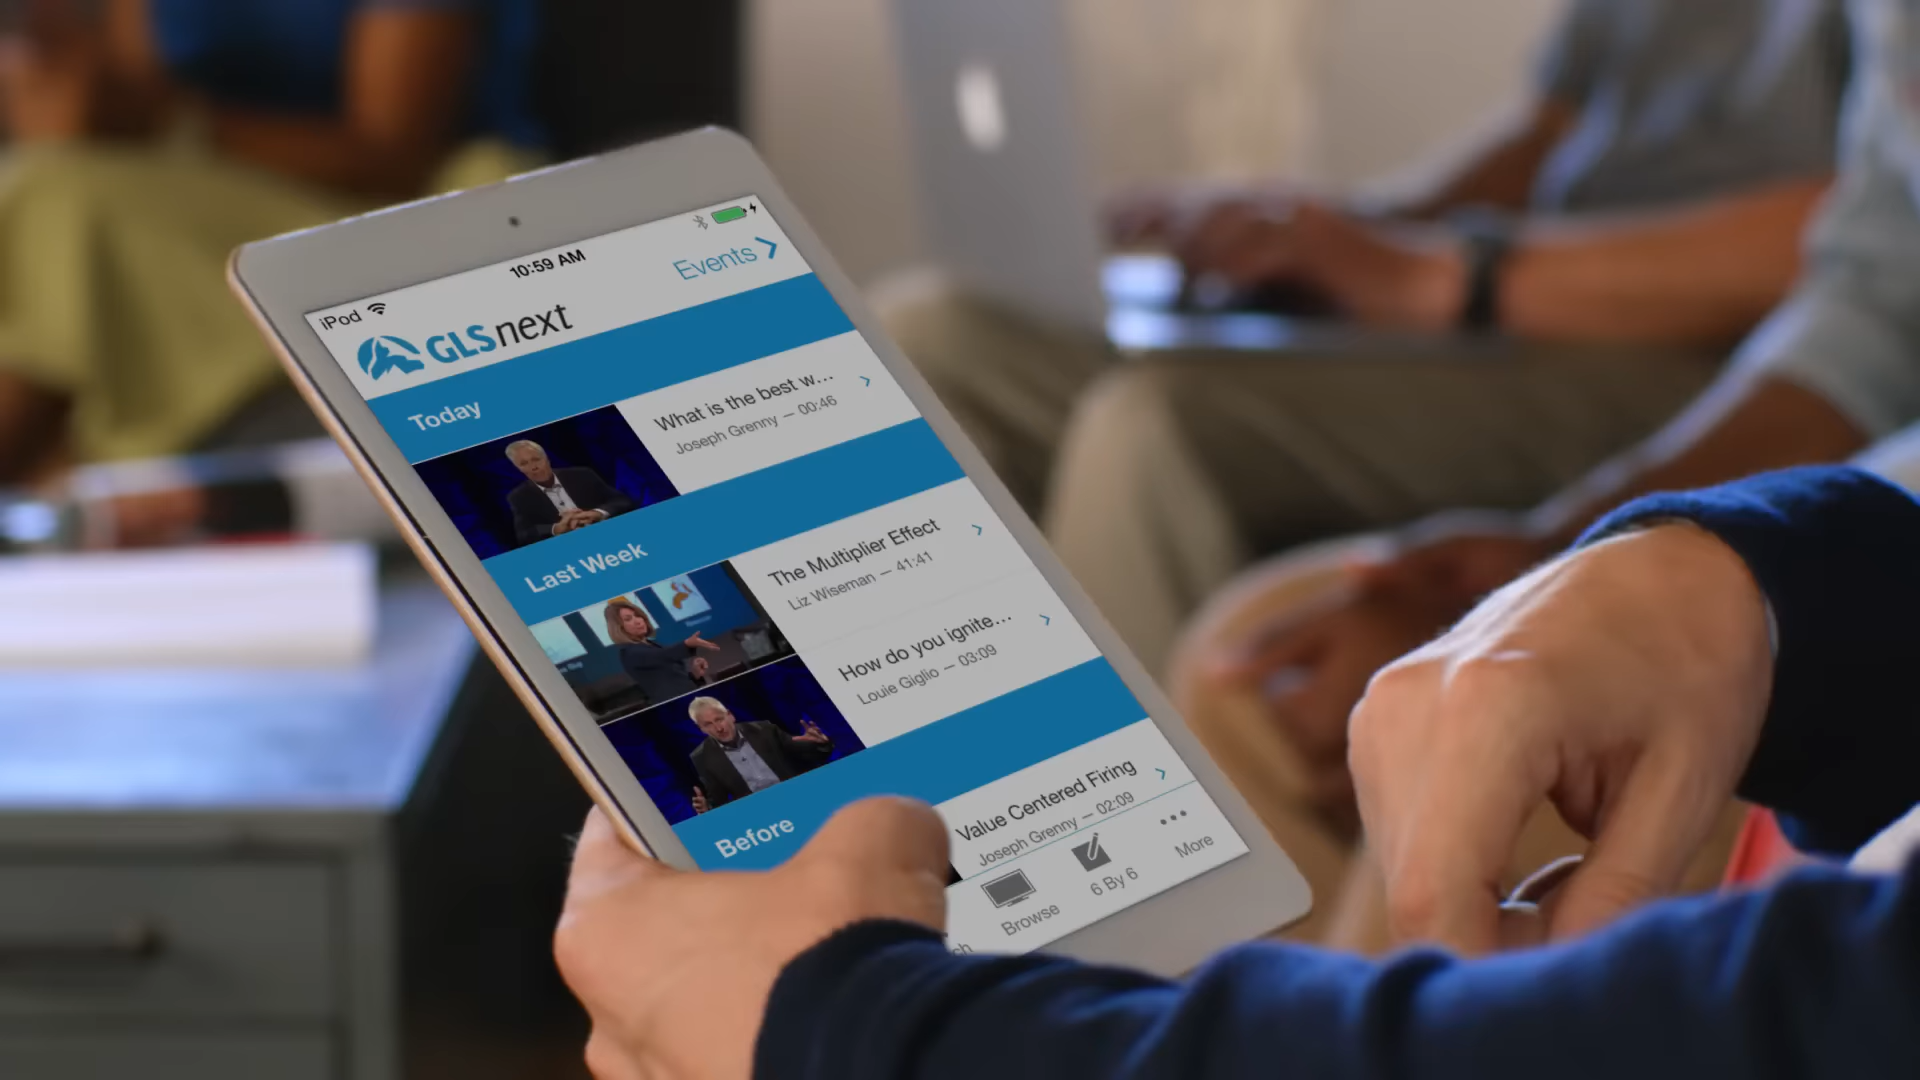 iPod 10:59 AM
GLSnext Events
Today
What is the best w...
Joseph Grenny — 00:46
Last Week
The Multiplier Effect
Liz Wiseman — 41:41
How do you ignite...
Louie Giglio — 03:09
Before
Value Centered Firing
Joseph Grenny — 02:09
ch Browse 6 By 6 More